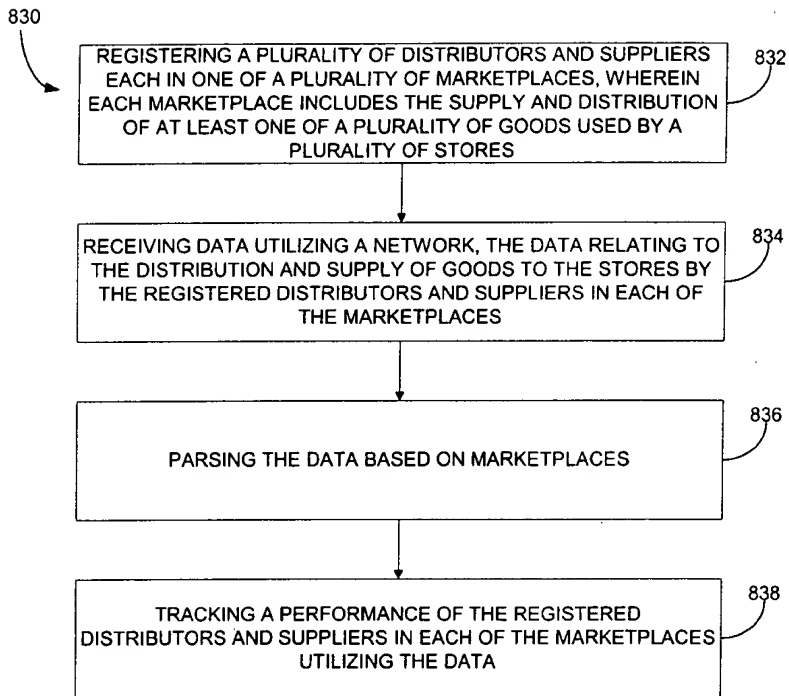 830
REGISTERING A PLURALITY OF DISTRIBUTORS AND SUPPLIERS
EACH IN ONE OF A PLURALITY OF MARKETPLACES, WHEREIN
EACH MARKETPLACE INCLUDES THE SUPPLY AND DISTRIBUTION
OF AT LEAST ONE OF A PLURALITY OF GOODS USED BY A
PLURALITY OF STORES
832
RECEIVING DATA UTILIZING A NETWORK, THE DATA RELATING TO
THE DISTRIBUTION AND SUPPLY OF GOODS TO THE STORES BY
THE REGISTERED DISTRIBUTORS AND SUPPLIERS IN EACH OF
THE MARKETPLACES
834
PARSING THE DATA BASED ON MARKETPLACES
836
TRACKING A PERFORMANCE OF THE REGISTERED
DISTRIBUTORS AND SUPPLIERS IN EACH OF THE MARKETPLACES
UTILIZING THE DATA
838